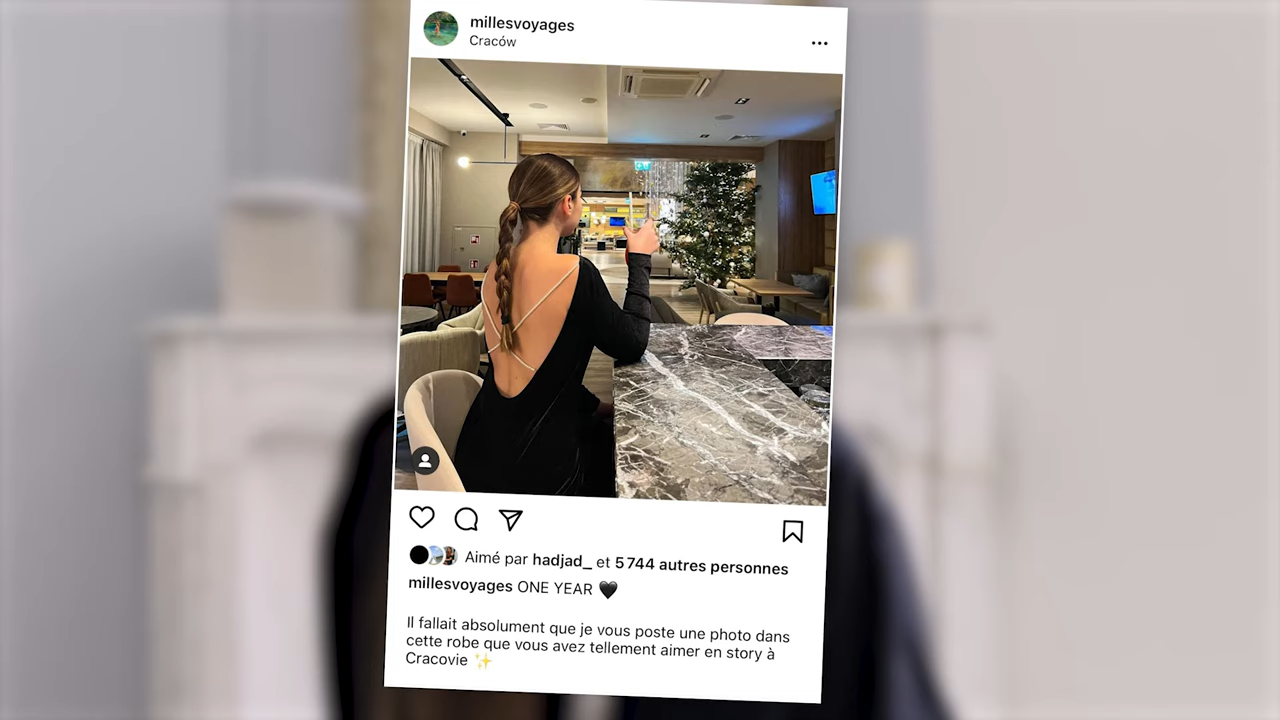 millesvoyages
Craców
Aimé par hadjad_ et 5 744 autres personnes
millesvoyages ONE YEAR 🖤
Il fallait absolument que je vous poste une photo dans
cette robe que vous avez tellement aimer en story à
Cracovie ✨